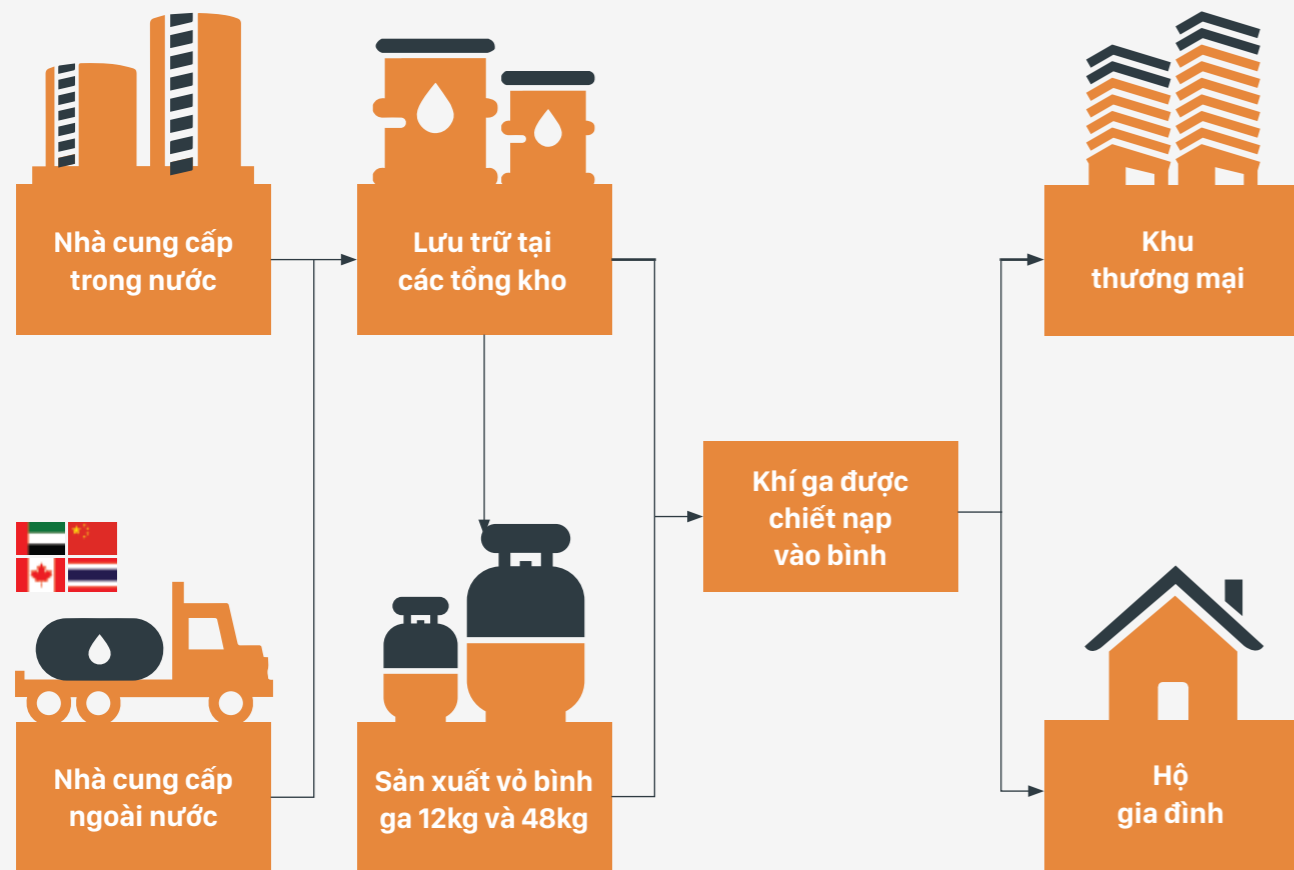 Nhà cung cấp
trong nước
Lưu trữ tại
các tổng kho
Khu
thương mại
Khí ga được
chiết nạp
vào bình
Nhà cung cấp
ngoài nước
Sản xuất vỏ bình
ga 12kg và 48kg
Hộ
gia đình